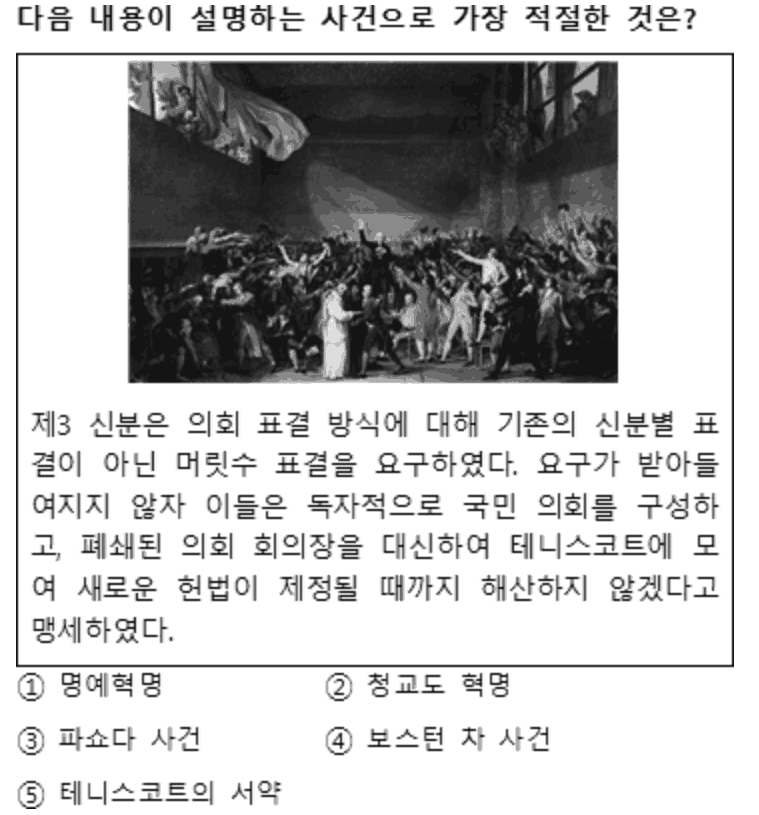 다음 내용이 설명하는 사건으로 가장 적절한 것은?
제3 신분은 의회 표결 방식에 대해 기존의 신분별 표
결이 아닌 머릿수 표결을 요구하였다. 요구가 받아들
여지지 않자 이들은 독자적으로 국민 의회를 구성하
고, 폐쇄된 의회 회의장을 대신하여 테니스코트에 모
여 새로운 헌법이 제정될 때까지 해산하지 않겠다고
맹세하였다.
① 명예혁명 ② 청교도 혁명
③ 파쇼다 사건 ④ 보스턴 차 사건
⑤ 테니스코트의 서약